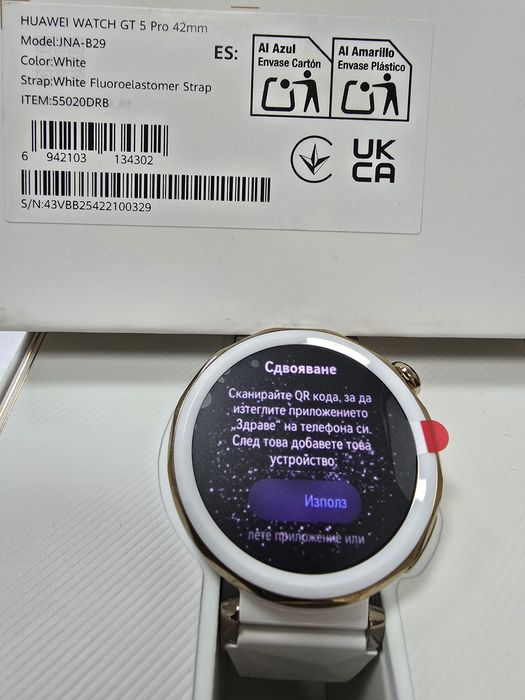 HUAWEI WATCH GT 5 Pro 42mm
Model:JNA-B29
Color:White
Strap:White Fluoroelastomer Strap
ITEM:55020DRB
6 942103 134302
S/N:43VBB25422100329
ES:
Al Azul
Envase Cartón
Al Amarillo
Envase Plástico
UK
CA
Сдвояване
Сканирайте QR кода, за да
изтеглите приложението
„Здраве" на телефона си.
След това добавете това
устройство:
Използ
лете приложение или